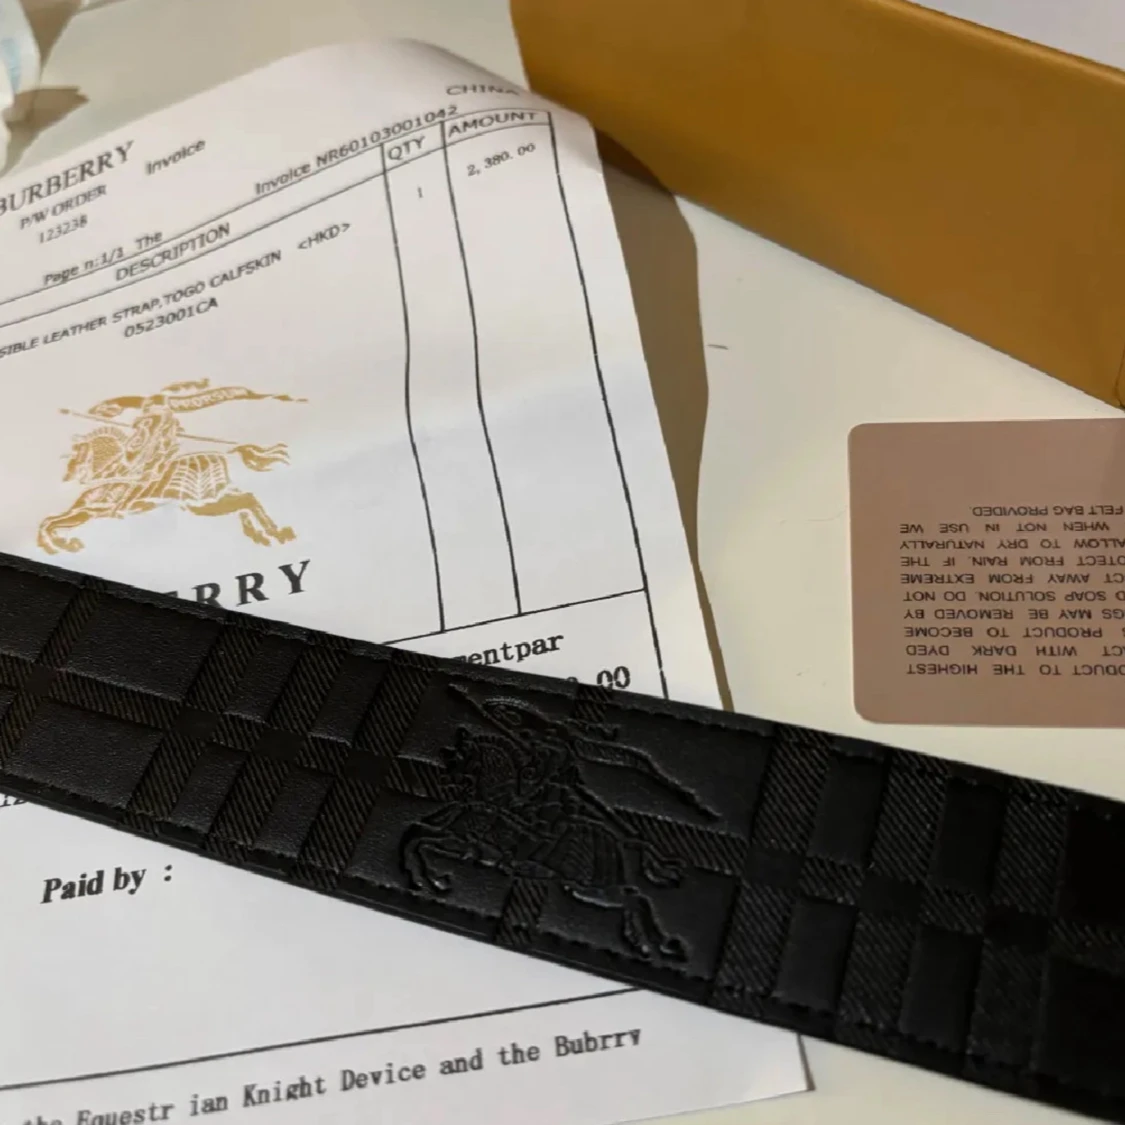 CHINA
BURBERRY Invoice
P/W ORDER
123238
Invoice NR60103001042
Page n:1/1 The
DESCRIPTION <HKD> QTY AMOUNT
SIBLE LEATHER STRAP,TOGO CALFSKIN 1 2,380.00
0523001CA
PRORSUM
RRY
entpar
.00
Paid by :
the Equestr ian Knight Device and the Bubrry
ODUCT TO THE HIGHEST
CT WITH DARK DYED
PRODUCT TO BECOME
GS MAY BE REMOVED BY
D SOAP SOLUTION. DO NOT
CT AWAY FROM EXTREME
OTECT FROM RAIN. IF THE
ALLOW TO DRY NATURALLY
WHEN NOT IN USE WE
FELT BAG PROVIDED.